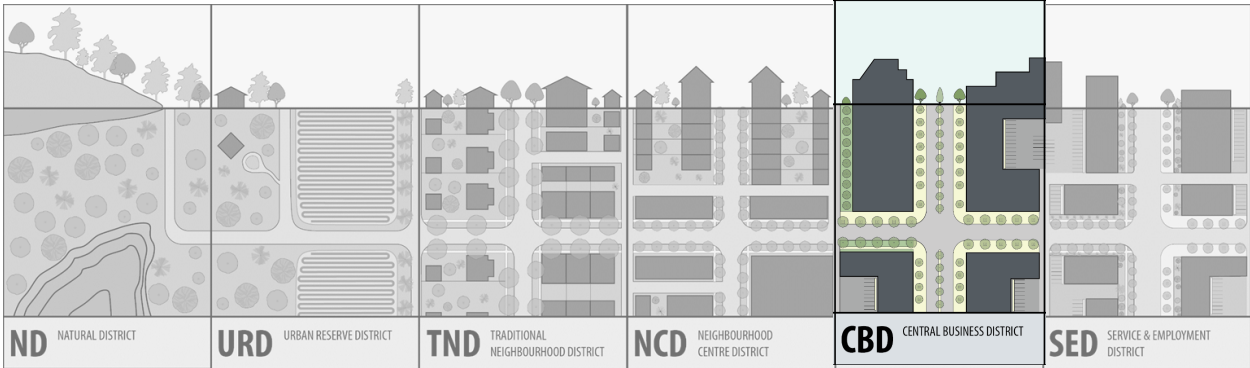 ND NATURAL DISTRICT
URD URBAN RESERVE DISTRICT
TND TRADITIONAL
NEIGHBOURHOOD DISTRICT
NCD NEIGHBOURHOOD
CENTRE DISTRICT
CBD CENTRAL BUSINESS DISTRICT
SED SERVICE & EMPLOYMENT
DISTRICT